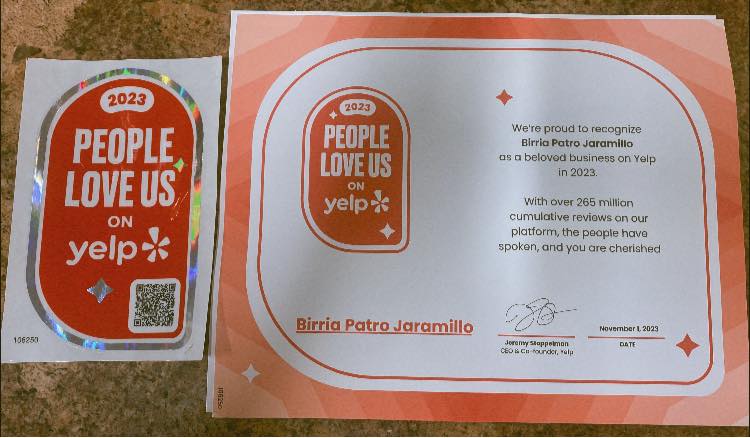 2023
PEOPLE
LOVE US
ON
yelp
106250
2023
PEOPLE
LOVE US
ON
yelp
We're proud to recognize
Birria Patro Jaramillo
as a beloved business on Yelp
in 2023.
With over 265 million
cumulative reviews on our
platform, the people have
spoken, and you are cherished
Birria Patro Jaramillo
Jeremy Stoppelman
CEO & Co-founder, Yelp
November 1, 2023
DATE
106250